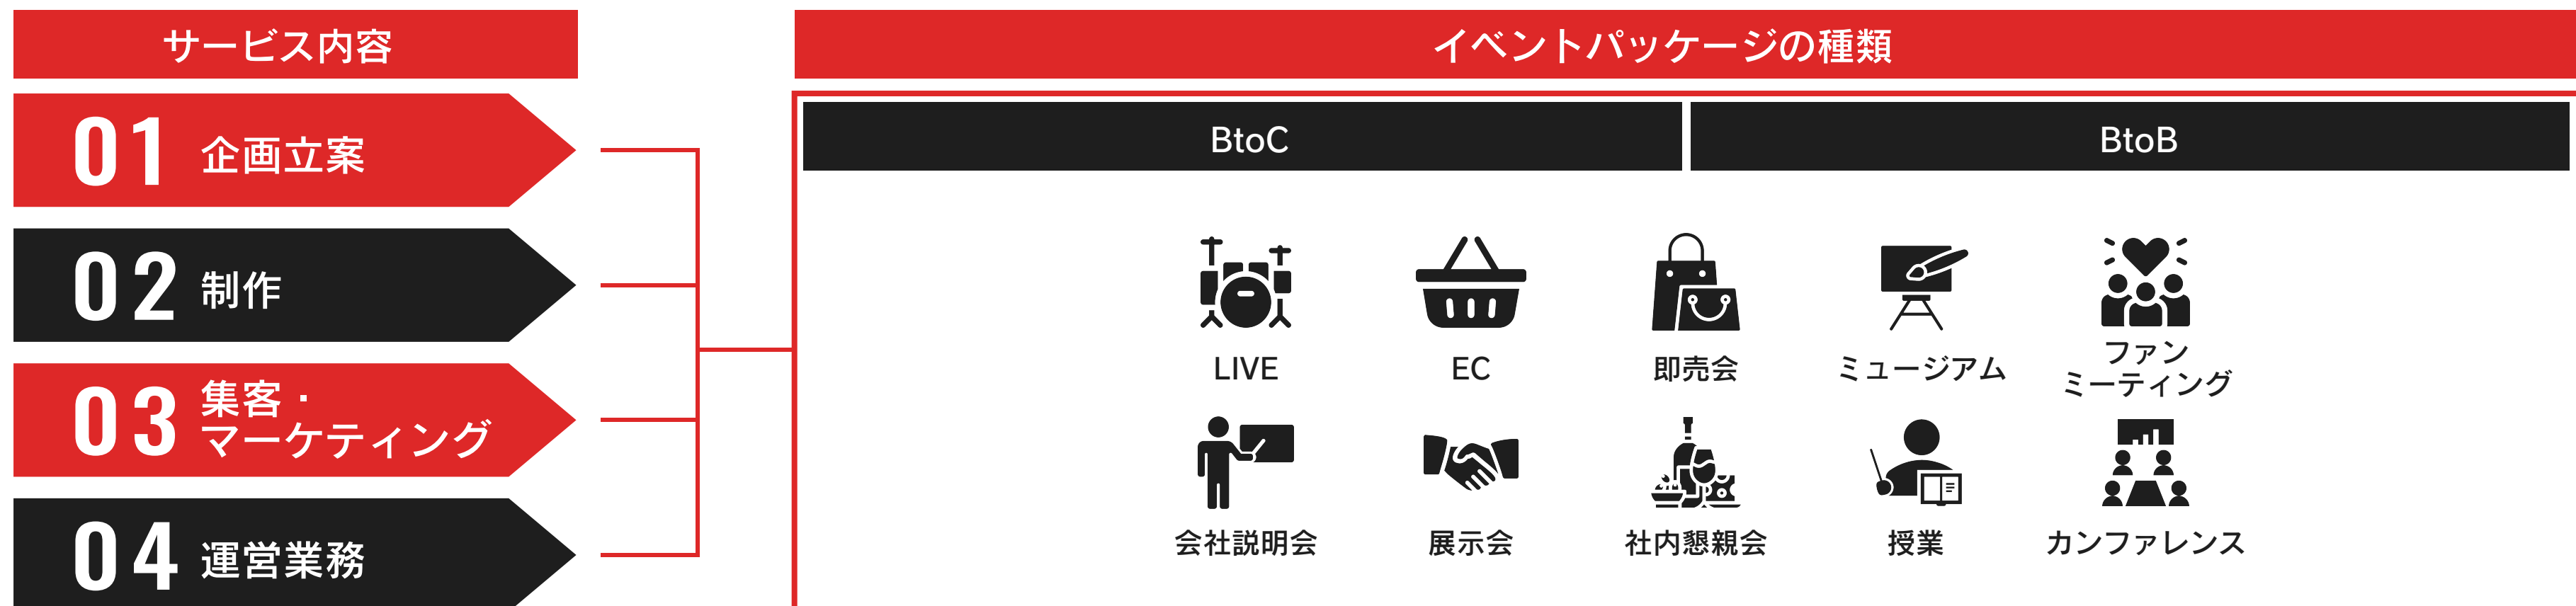 サービス内容
01 企画立案
02 制作
03 集客・
マーケティング
04 運営業務
イベントパッケージの種類
BtoC
BtoB
LIVE
EC
即売会
ミュージアム
ファン
ミーティング
会社説明会
展示会
社内懇親会
授業
カンファレンス